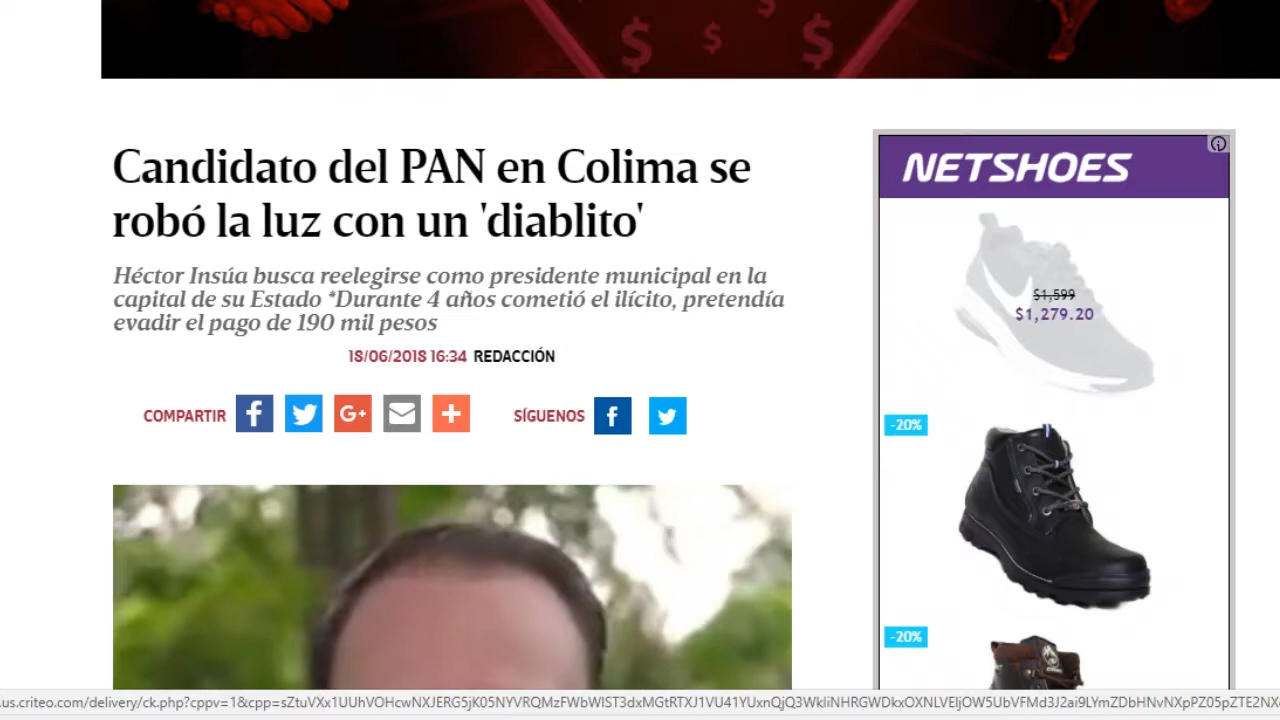 $ $ $ $
Candidato del PAN en Colima se
robó la luz con un 'diablito'
Héctor Insúa busca reelegirse como presidente municipal en la
capital de su Estado *Durante 4 años cometió el ilícito, pretendía
evadir el pago de 190 mil pesos
18/06/2018 16:34 REDACCIÓN
COMPARTIR f G+ + SÍGUENOS f
NETSHOES
$1,599
$1,279.20
-20%
-20%